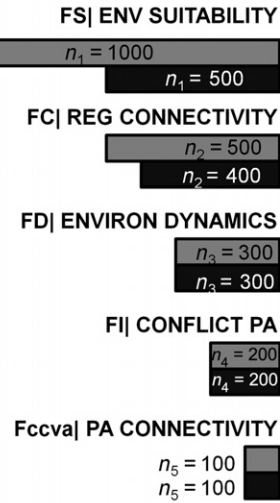 FS| ENV SUITABILITY
n₁ = 1000
n₁ = 500
FC| REG CONNECTIVITY
n₂ = 500
n₂ = 400
FD| ENVIRON DYNAMICS
n₃ = 300
n₃ = 300
FI| CONFLICT PA
n₄ = 200
n₄ = 200
Fccva| PA CONNECTIVITY
n₅ = 100
n₅ = 100